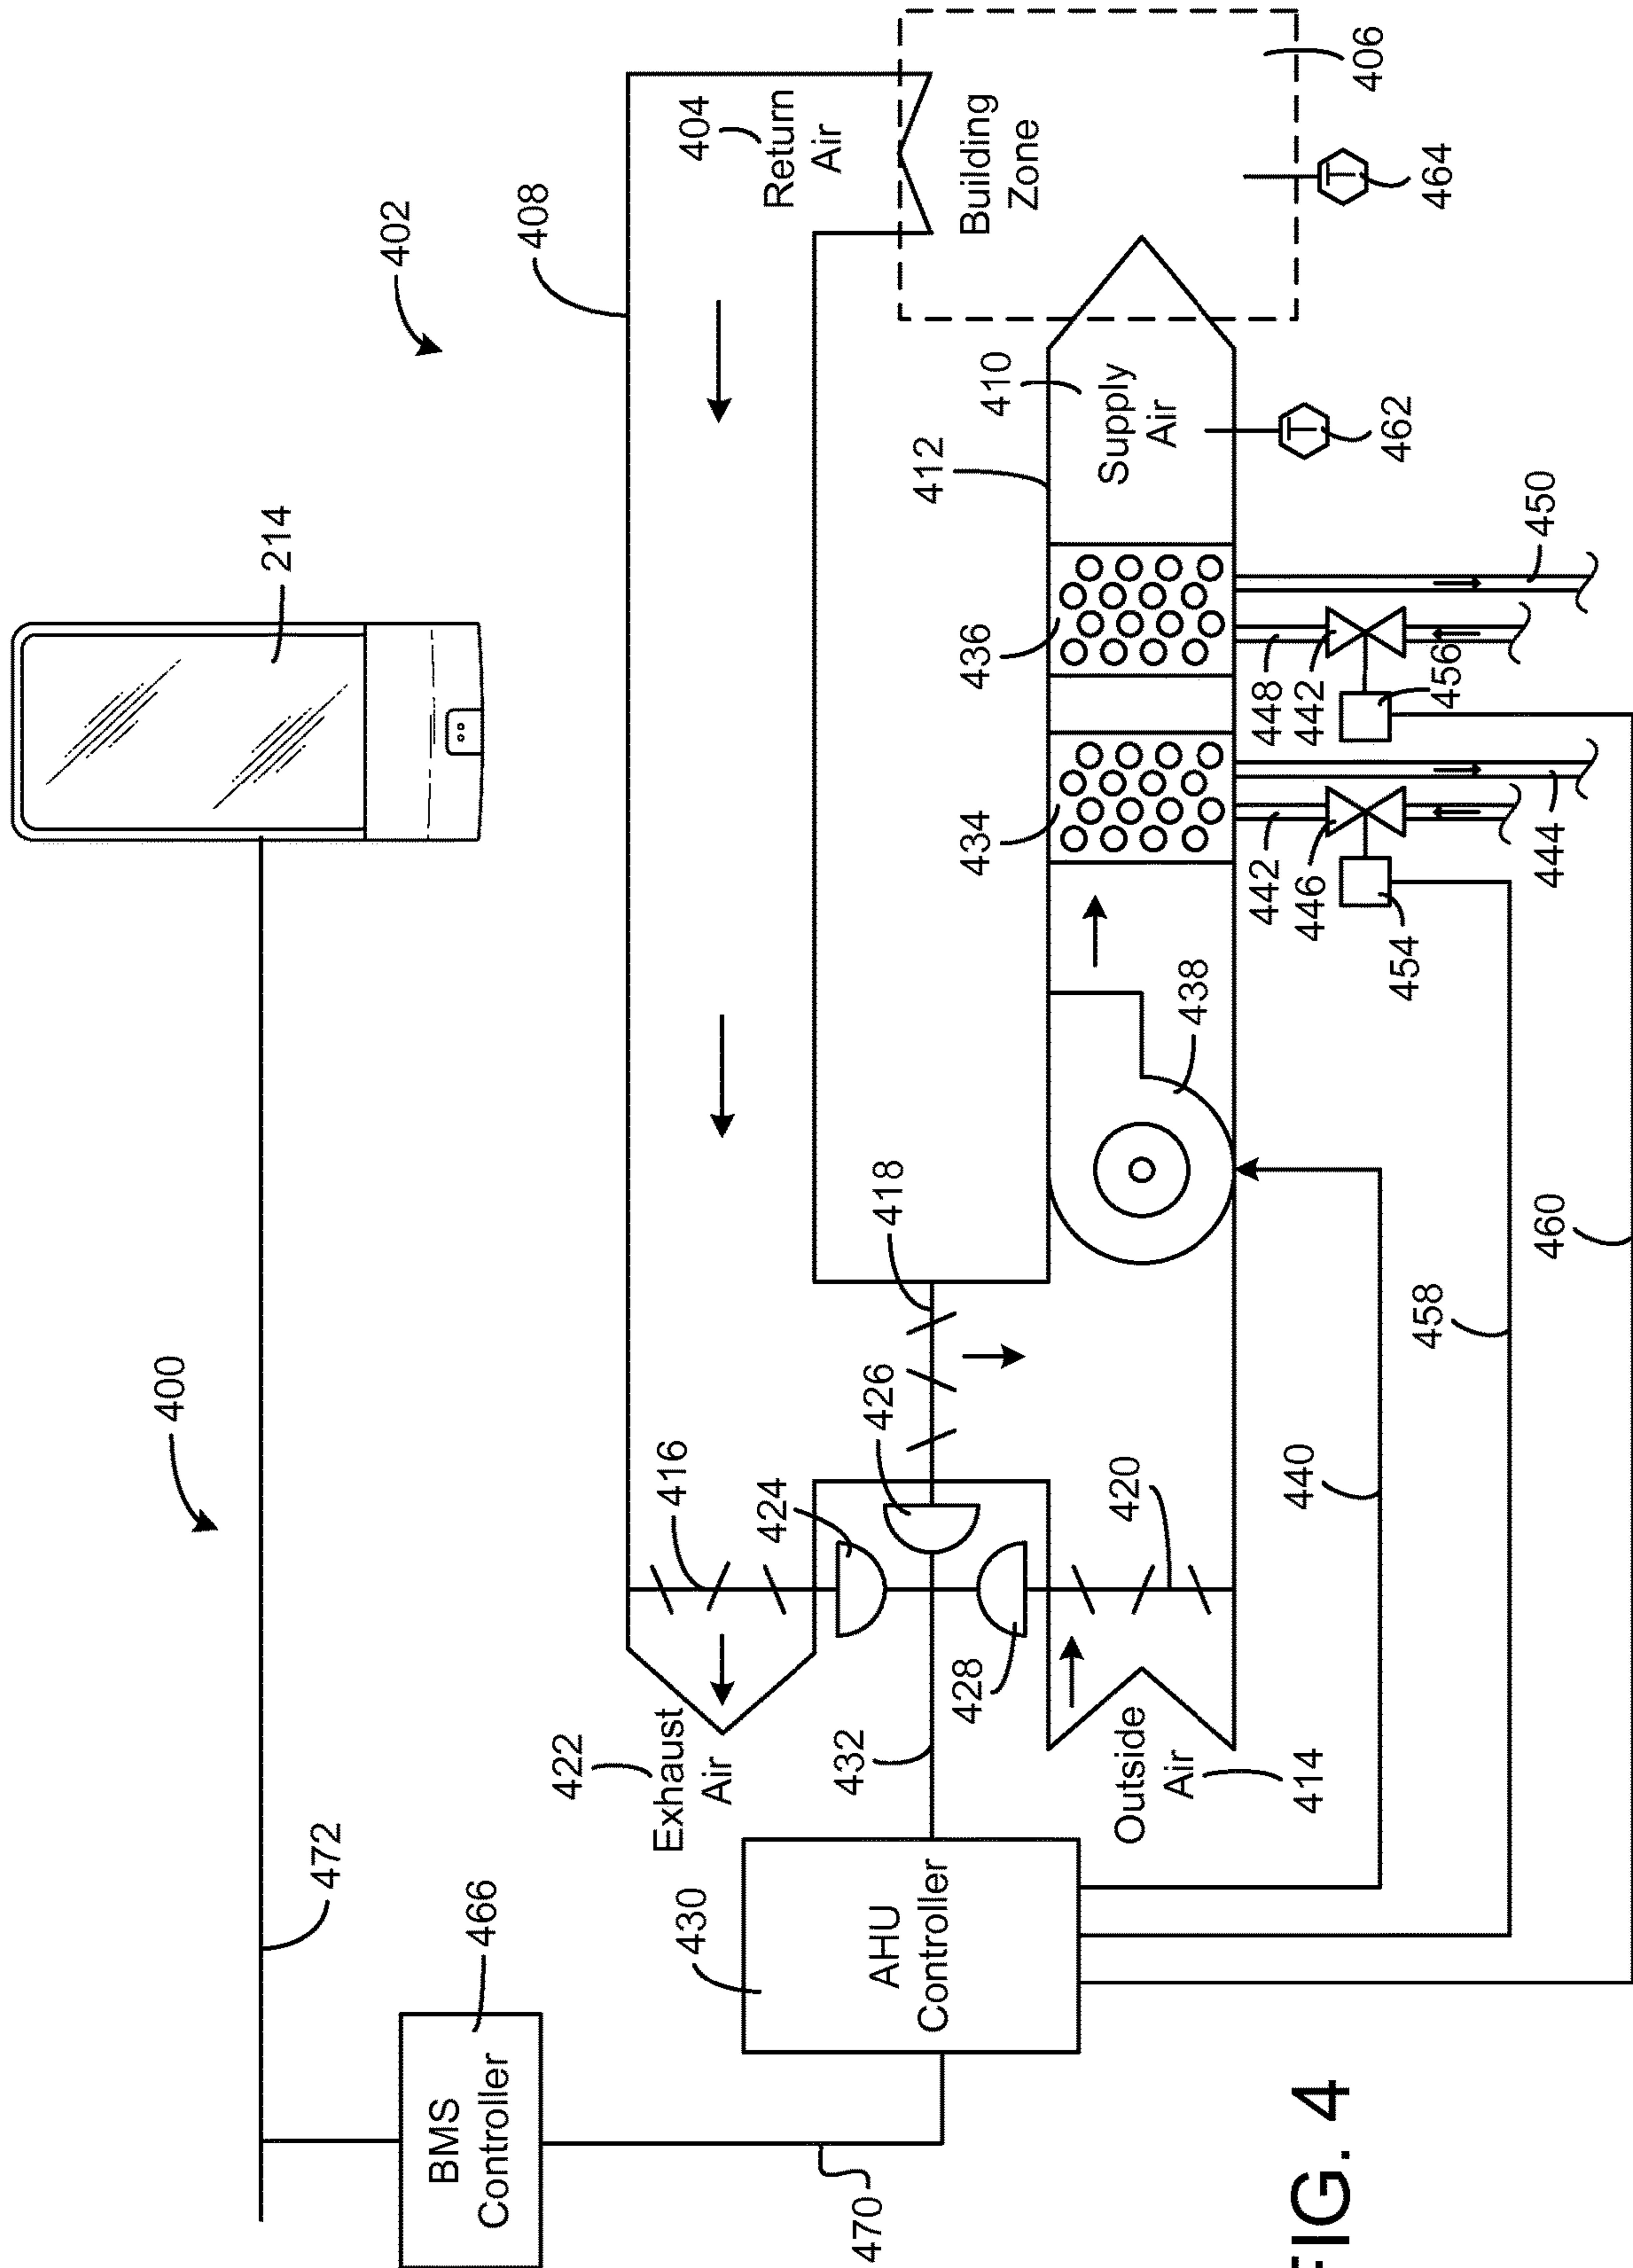 400
402
214
472
BMS
Controller
466
470
408
404
Return
Air
Building
Zone
406
464
422
Exhaust
Air
416
424
426
418
428
432
430
AHU
Controller
Outside
Air
414
420
438
434
436
412
410
Supply
Air
462
442
446
454
444
448
442
456
450
440
458
460
FIG. 4